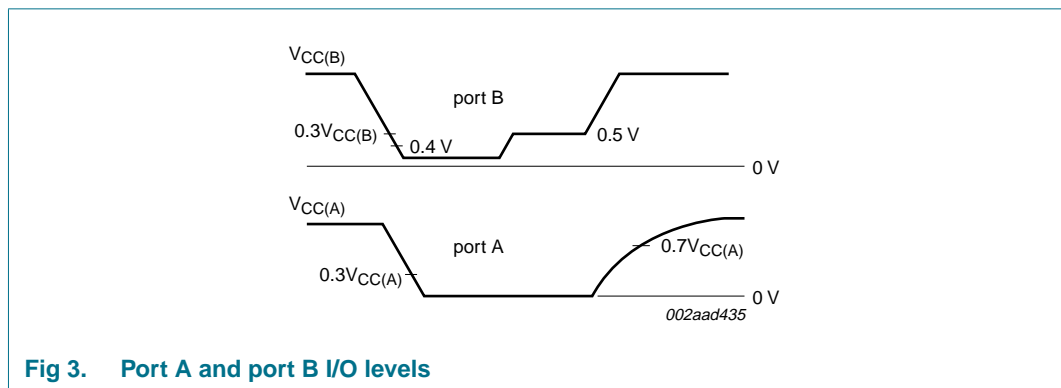 VCC(B)
port B
0.3VCC(B)
0.4 V
0.5 V
0 V
VCC(A)
port A
0.7VCC(A)
0.3VCC(A)
0 V
002aad435
Fig 3. Port A and port B I/O levels